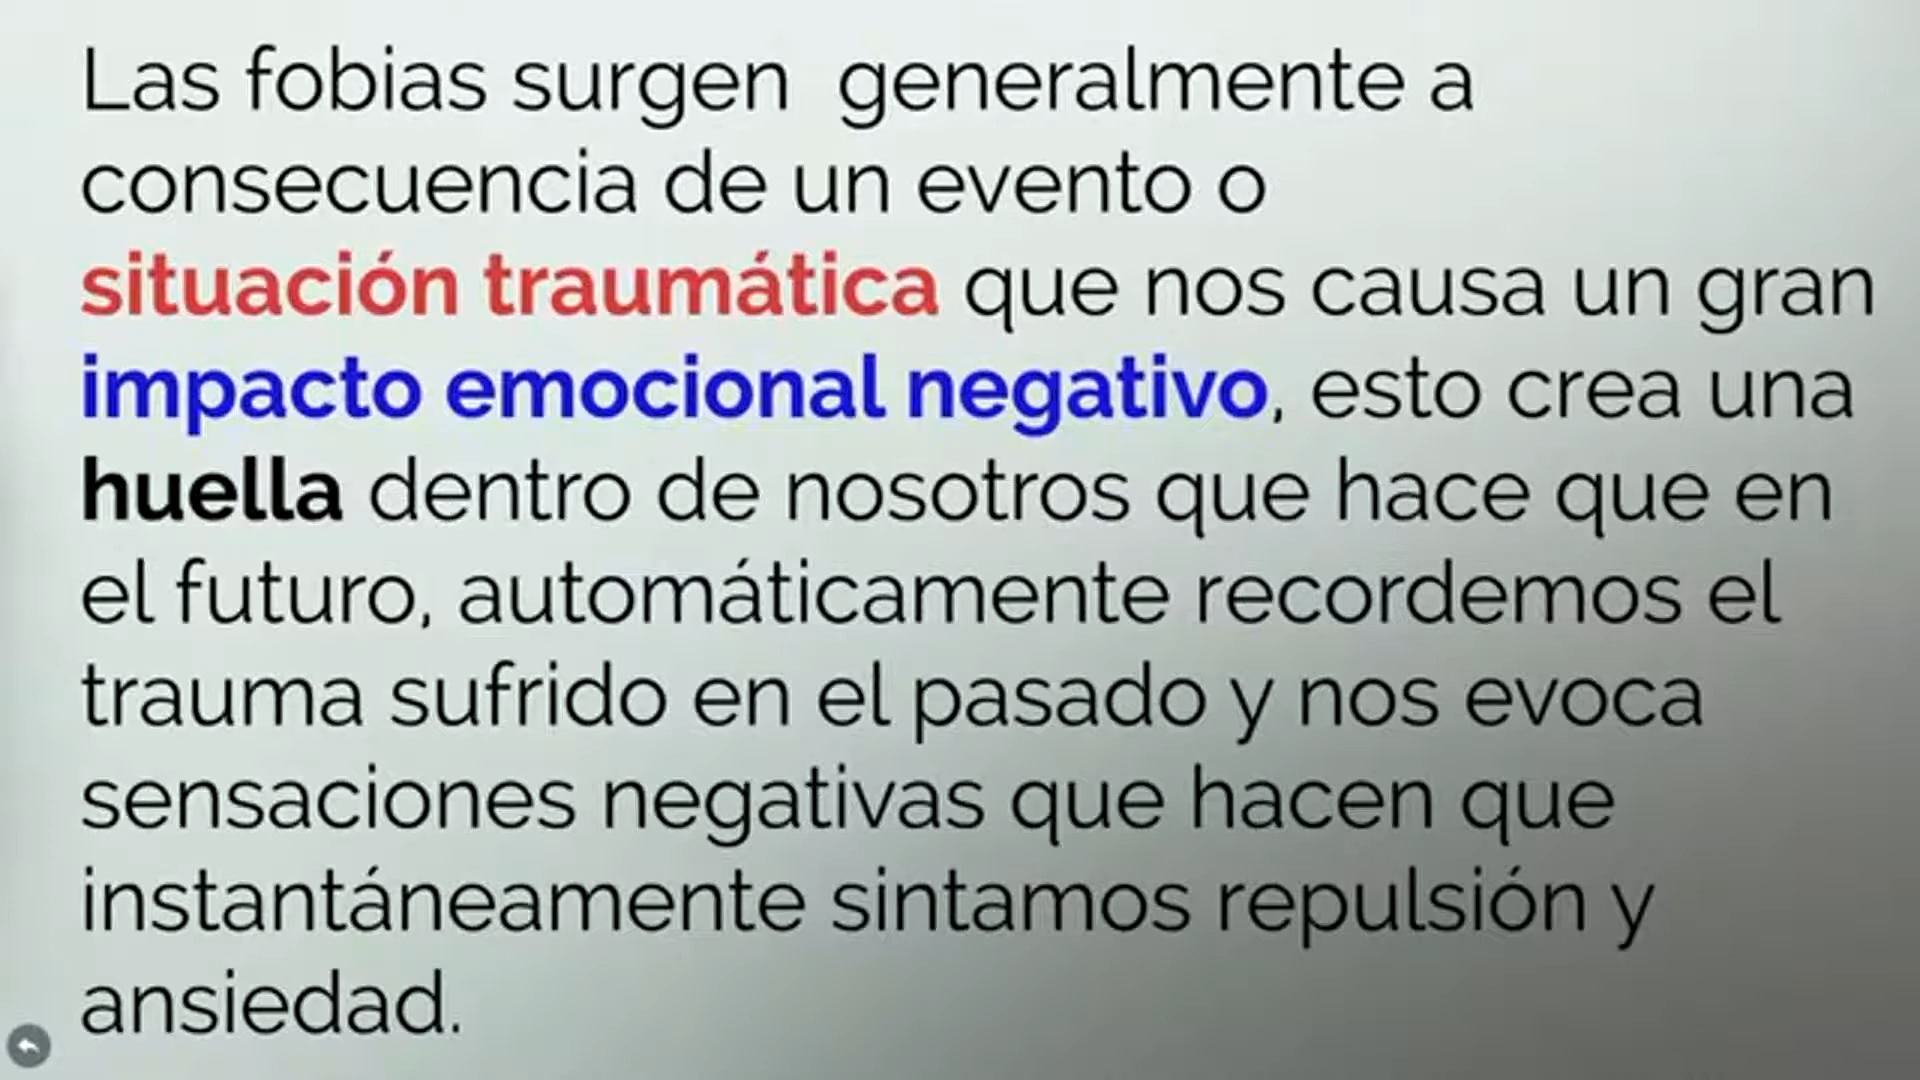 Las fobias surgen  generalmente a
consecuencia de un evento o
situación traumática que nos causa un gran
impacto emocional negativo, esto crea una
huella dentro de nosotros que hace que en
el futuro, automáticamente recordemos el
trauma sufrido en el pasado y nos evoca
sensaciones negativas que hacen que
instantáneamente sintamos repulsión y
ansiedad.